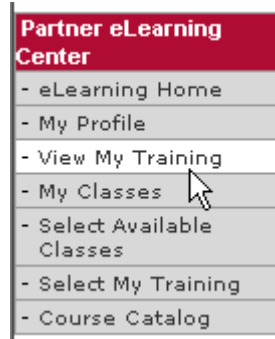 Partner eLearning
Center
- eLearning Home
- My Profile
- View My Training
- My Classes
- Select Available
Classes
- Select My Training
- Course Catalog